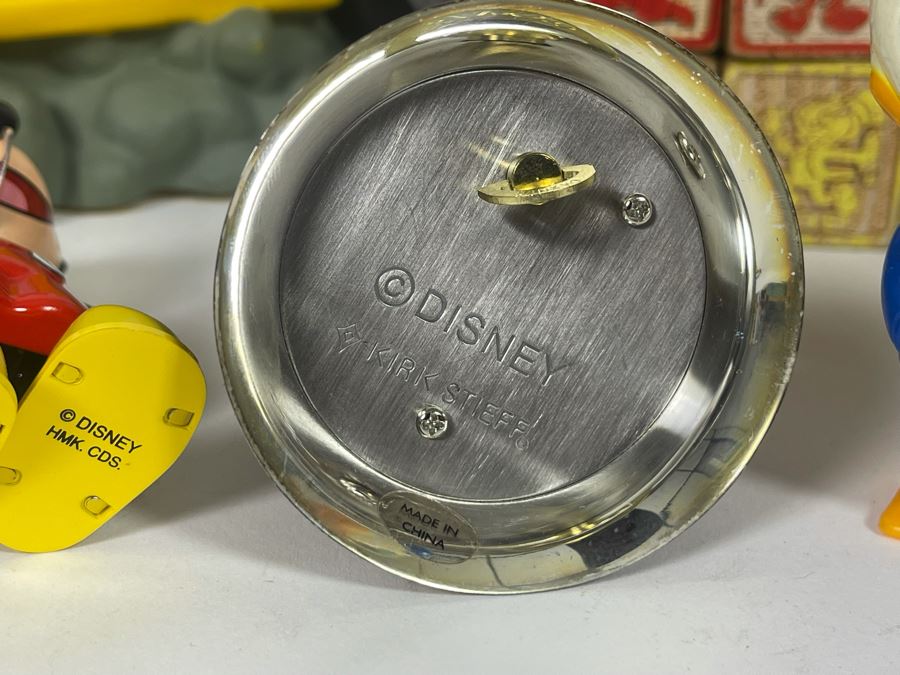 © DISNEY
HMK. CDS.
© DISNEY
KIRK STIEFF
MADE IN
CHINA